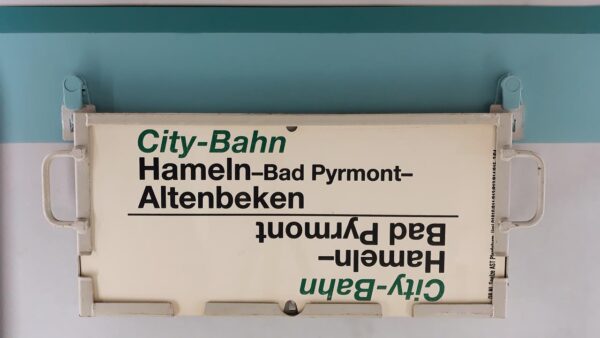 City-Bahn
Hameln–Bad Pyrmont–
Altenbeken
City-Bahn
Hameln–
Bad Pyrmont